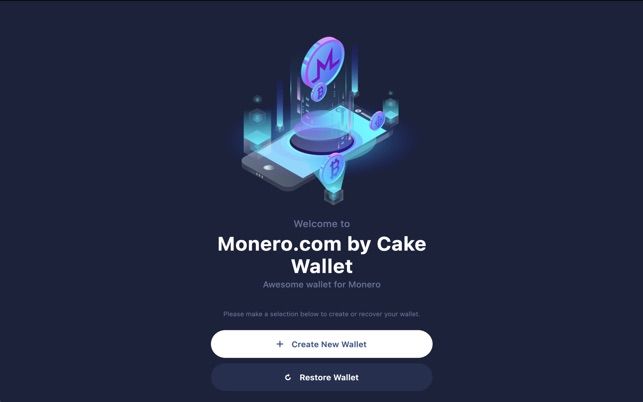 Welcome to
Monero.com by Cake
Wallet
Awesome wallet for Monero
Please make a selection below to create or recover your wallet.
Create New Wallet
Restore Wallet